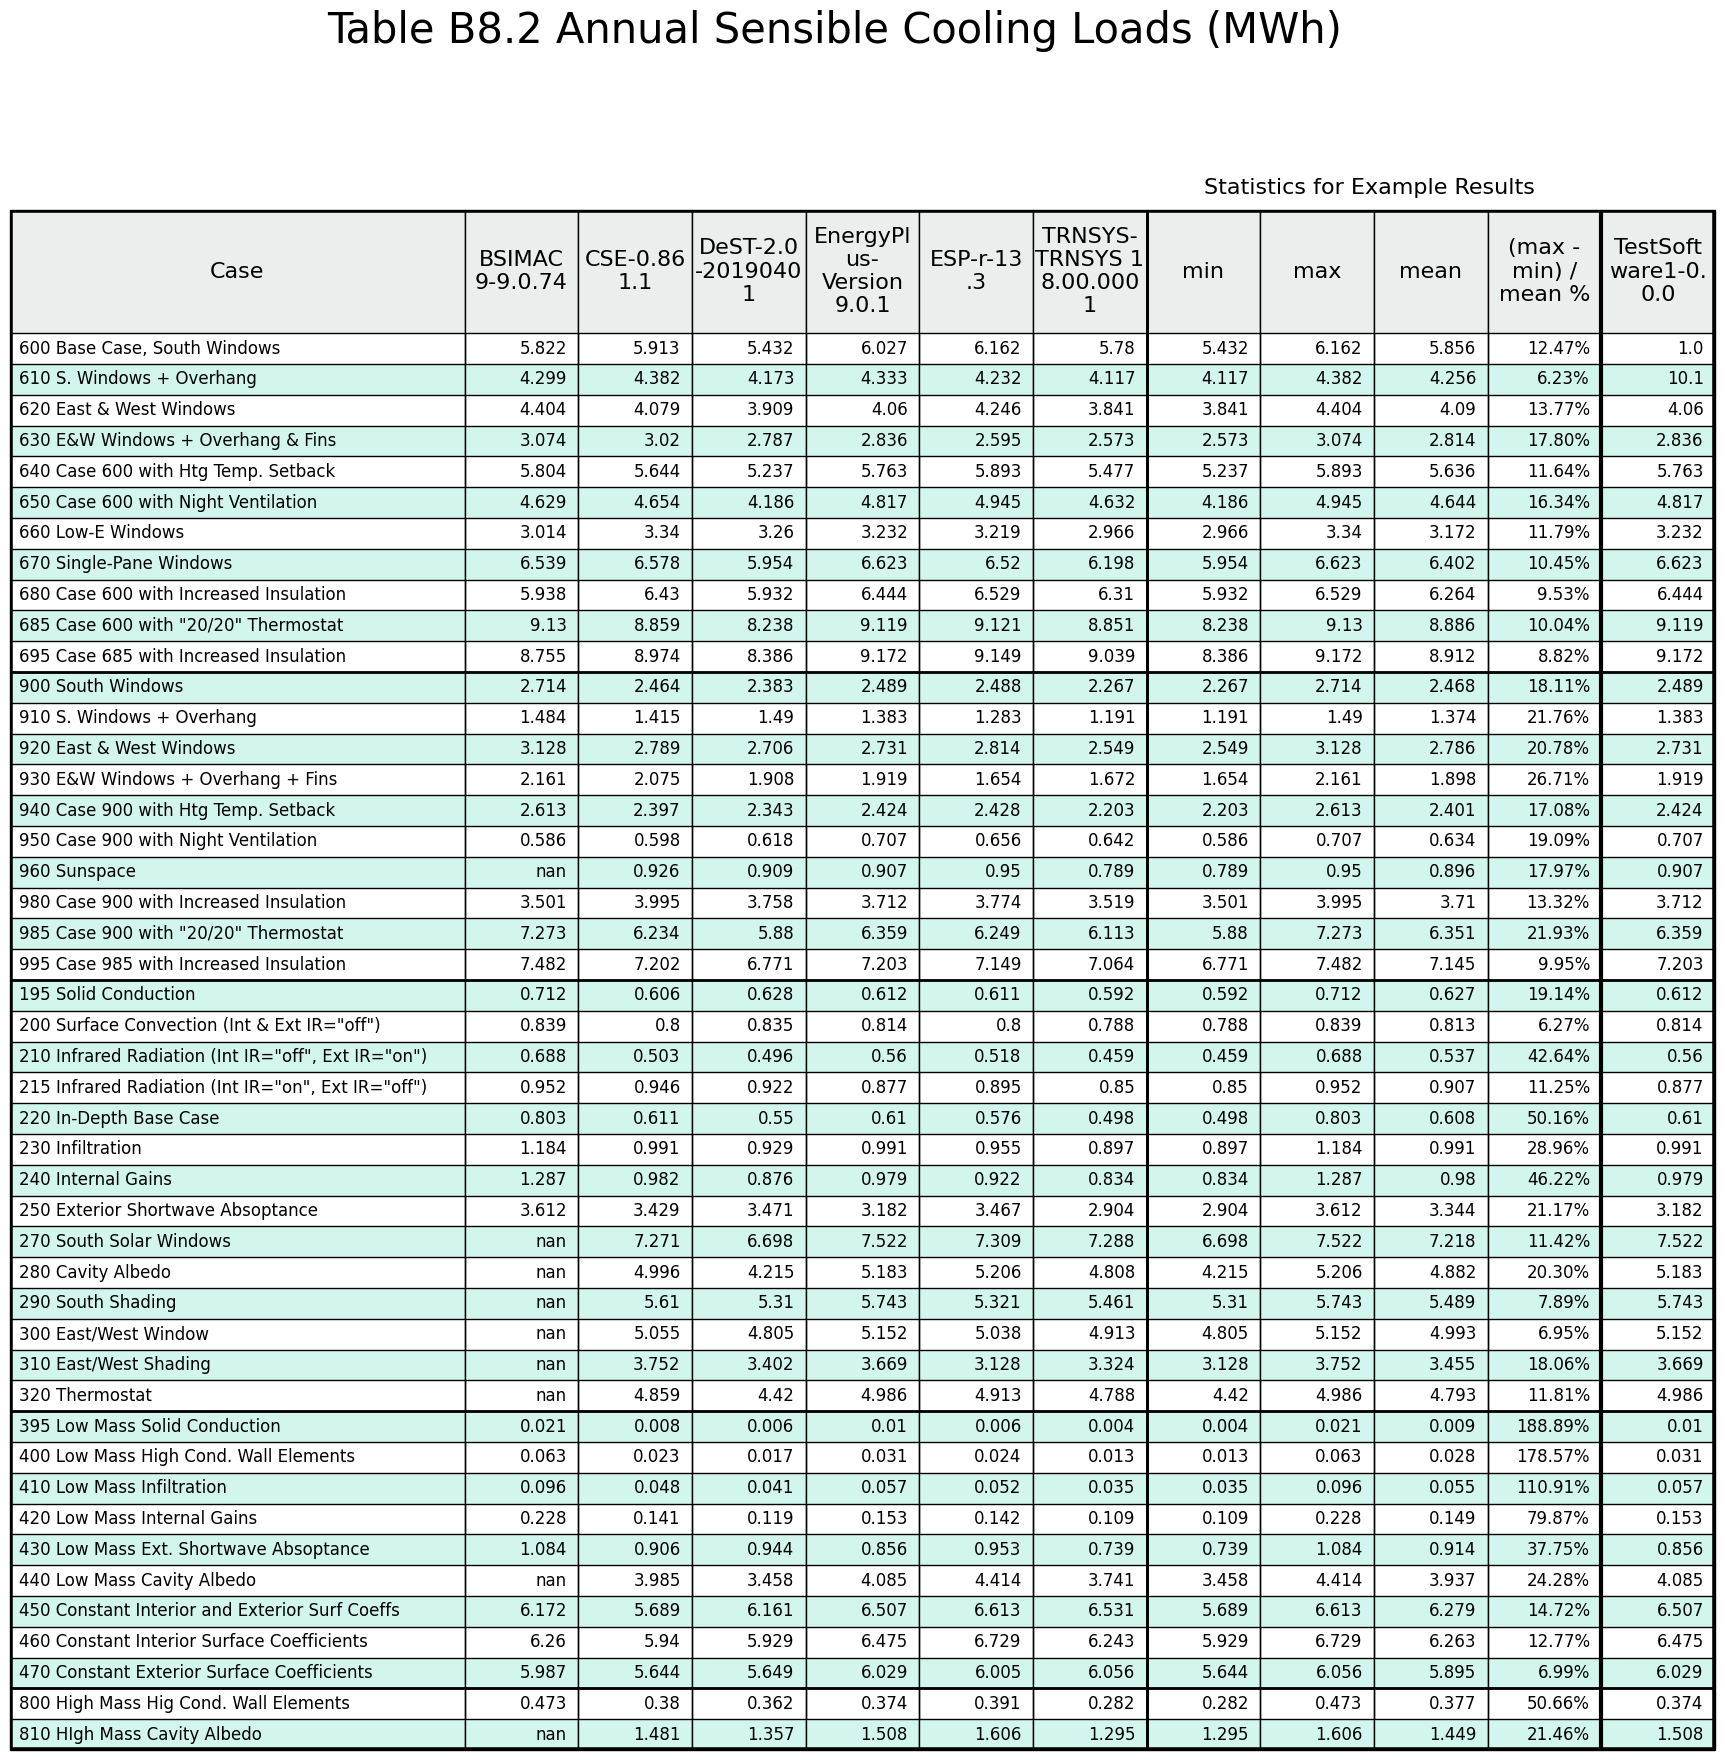 Table B8.2 Annual Sensible Cooling Loads (MWh)
Statistics for Example Results
Case BSIMAC 9-9.0.74 CSE-0.86 1.1 DeST-2.0 -2019040 1 EnergyPl us- Version 9.0.1 ESP-r-13 .3 TRNSYS- TRNSYS 1 8.00.000 1 min max mean (max - min) / mean % TestSoft ware1-0. 0.0
600 Base Case, South Windows 5.822 5.913 5.432 6.027 6.162 5.78 5.432 6.162 5.856 12.47% 1.0
610 S. Windows + Overhang 4.299 4.382 4.173 4.333 4.232 4.117 4.117 4.382 4.256 6.23% 10.1
620 East & West Windows 4.404 4.079 3.909 4.06 4.246 3.841 3.841 4.404 4.09 13.77% 4.06
630 E&W Windows + Overhang & Fins 3.074 3.02 2.787 2.836 2.595 2.573 2.573 3.074 2.814 17.80% 2.836
640 Case 600 with Htg Temp. Setback 5.804 5.644 5.237 5.763 5.893 5.477 5.237 5.893 5.636 11.64% 5.763
650 Case 600 with Night Ventilation 4.629 4.654 4.186 4.817 4.945 4.632 4.186 4.945 4.644 16.34% 4.817
660 Low-E Windows 3.014 3.34 3.26 3.232 3.219 2.966 2.966 3.34 3.172 11.79% 3.232
670 Single-Pane Windows 6.539 6.578 5.954 6.623 6.52 6.198 5.954 6.623 6.402 10.45% 6.623
680 Case 600 with Increased Insulation 5.938 6.43 5.932 6.444 6.529 6.31 5.932 6.529 6.264 9.53% 6.444
685 Case 600 with "20/20" Thermostat 9.13 8.859 8.238 9.119 9.121 8.851 8.238 9.13 8.886 10.04% 9.119
695 Case 685 with Increased Insulation 8.755 8.974 8.386 9.172 9.149 9.039 8.386 9.172 8.912 8.82% 9.172
900 South Windows 2.714 2.464 2.383 2.489 2.488 2.267 2.267 2.714 2.468 18.11% 2.489
910 S. Windows + Overhang 1.484 1.415 1.49 1.383 1.283 1.191 1.191 1.49 1.374 21.76% 1.383
920 East & West Windows 3.128 2.789 2.706 2.731 2.814 2.549 2.549 3.128 2.786 20.78% 2.731
930 E&W Windows + Overhang + Fins 2.161 2.075 1.908 1.919 1.654 1.672 1.654 2.161 1.898 26.71% 1.919
940 Case 900 with Htg Temp. Setback 2.613 2.397 2.343 2.424 2.428 2.203 2.203 2.613 2.401 17.08% 2.424
950 Case 900 with Night Ventilation 0.586 0.598 0.618 0.707 0.656 0.642 0.586 0.707 0.634 19.09% 0.707
960 Sunspace nan 0.926 0.909 0.907 0.95 0.789 0.789 0.95 0.896 17.97% 0.907
980 Case 900 with Increased Insulation 3.501 3.995 3.758 3.712 3.774 3.519 3.501 3.995 3.71 13.32% 3.712
985 Case 900 with "20/20" Thermostat 7.273 6.234 5.88 6.359 6.249 6.113 5.88 7.273 6.351 21.93% 6.359
995 Case 985 with Increased Insulation 7.482 7.202 6.771 7.203 7.149 7.064 6.771 7.482 7.145 9.95% 7.203
195 Solid Conduction 0.712 0.606 0.628 0.612 0.611 0.592 0.592 0.712 0.627 19.14% 0.612
200 Surface Convection (Int & Ext IR="off") 0.839 0.8 0.835 0.814 0.8 0.788 0.788 0.839 0.813 6.27% 0.814
210 Infrared Radiation (Int IR="off", Ext IR="on") 0.688 0.503 0.496 0.56 0.518 0.459 0.459 0.688 0.537 42.64% 0.56
215 Infrared Radiation (Int IR="on", Ext IR="off") 0.952 0.946 0.922 0.877 0.895 0.85 0.85 0.952 0.907 11.25% 0.877
220 In-Depth Base Case 0.803 0.611 0.55 0.61 0.576 0.498 0.498 0.803 0.608 50.16% 0.61
230 Infiltration 1.184 0.991 0.929 0.991 0.955 0.897 0.897 1.184 0.991 28.96% 0.991
240 Internal Gains 1.287 0.982 0.876 0.979 0.922 0.834 0.834 1.287 0.98 46.22% 0.979
250 Exterior Shortwave Absoptance 3.612 3.429 3.471 3.182 3.467 2.904 2.904 3.612 3.344 21.17% 3.182
270 South Solar Windows nan 7.271 6.698 7.522 7.309 7.288 6.698 7.522 7.218 11.42% 7.522
280 Cavity Albedo nan 4.996 4.215 5.183 5.206 4.808 4.215 5.206 4.882 20.30% 5.183
290 South Shading nan 5.61 5.31 5.743 5.321 5.461 5.31 5.743 5.489 7.89% 5.743
300 East/West Window nan 5.055 4.805 5.152 5.038 4.913 4.805 5.152 4.993 6.95% 5.152
310 East/West Shading nan 3.752 3.402 3.669 3.128 3.324 3.128 3.752 3.455 18.06% 3.669
320 Thermostat nan 4.859 4.42 4.986 4.913 4.788 4.42 4.986 4.793 11.81% 4.986
395 Low Mass Solid Conduction 0.021 0.008 0.006 0.01 0.006 0.004 0.004 0.021 0.009 188.89% 0.01
400 Low Mass High Cond. Wall Elements 0.063 0.023 0.017 0.031 0.024 0.013 0.013 0.063 0.028 178.57% 0.031
410 Low Mass Infiltration 0.096 0.048 0.041 0.057 0.052 0.035 0.035 0.096 0.055 110.91% 0.057
420 Low Mass Internal Gains 0.228 0.141 0.119 0.153 0.142 0.109 0.109 0.228 0.149 79.87% 0.153
430 Low Mass Ext. Shortwave Absoptance 1.084 0.906 0.944 0.856 0.953 0.739 0.739 1.084 0.914 37.75% 0.856
440 Low Mass Cavity Albedo nan 3.985 3.458 4.085 4.414 3.741 3.458 4.414 3.937 24.28% 4.085
450 Constant Interior and Exterior Surf Coeffs 6.172 5.689 6.161 6.507 6.613 6.531 5.689 6.613 6.279 14.72% 6.507
460 Constant Interior Surface Coefficients 6.26 5.94 5.929 6.475 6.729 6.243 5.929 6.729 6.263 12.77% 6.475
470 Constant Exterior Surface Coefficients 5.987 5.644 5.649 6.029 6.005 6.056 5.644 6.056 5.895 6.99% 6.029
800 High Mass Hig Cond. Wall Elements 0.473 0.38 0.362 0.374 0.391 0.282 0.282 0.473 0.377 50.66% 0.374
810 HIgh Mass Cavity Albedo nan 1.481 1.357 1.508 1.606 1.295 1.295 1.606 1.449 21.46% 1.508